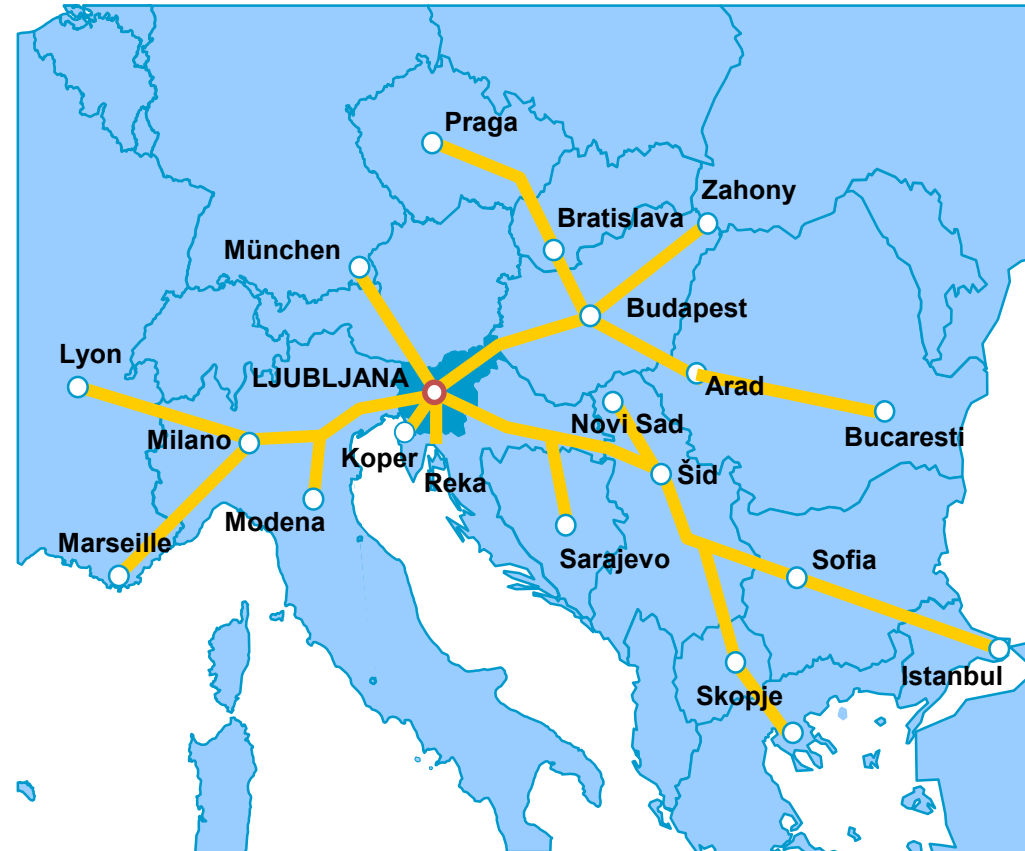 Praga
Zahony
Bratislava
München
Budapest
Lyon
LJUBLJANA
Arad
Novi Sad
Bucaresti
Milano
Koper
Šid
Reka
Modena
Marseille
Sarajevo
Sofia
Istanbul
Skopje